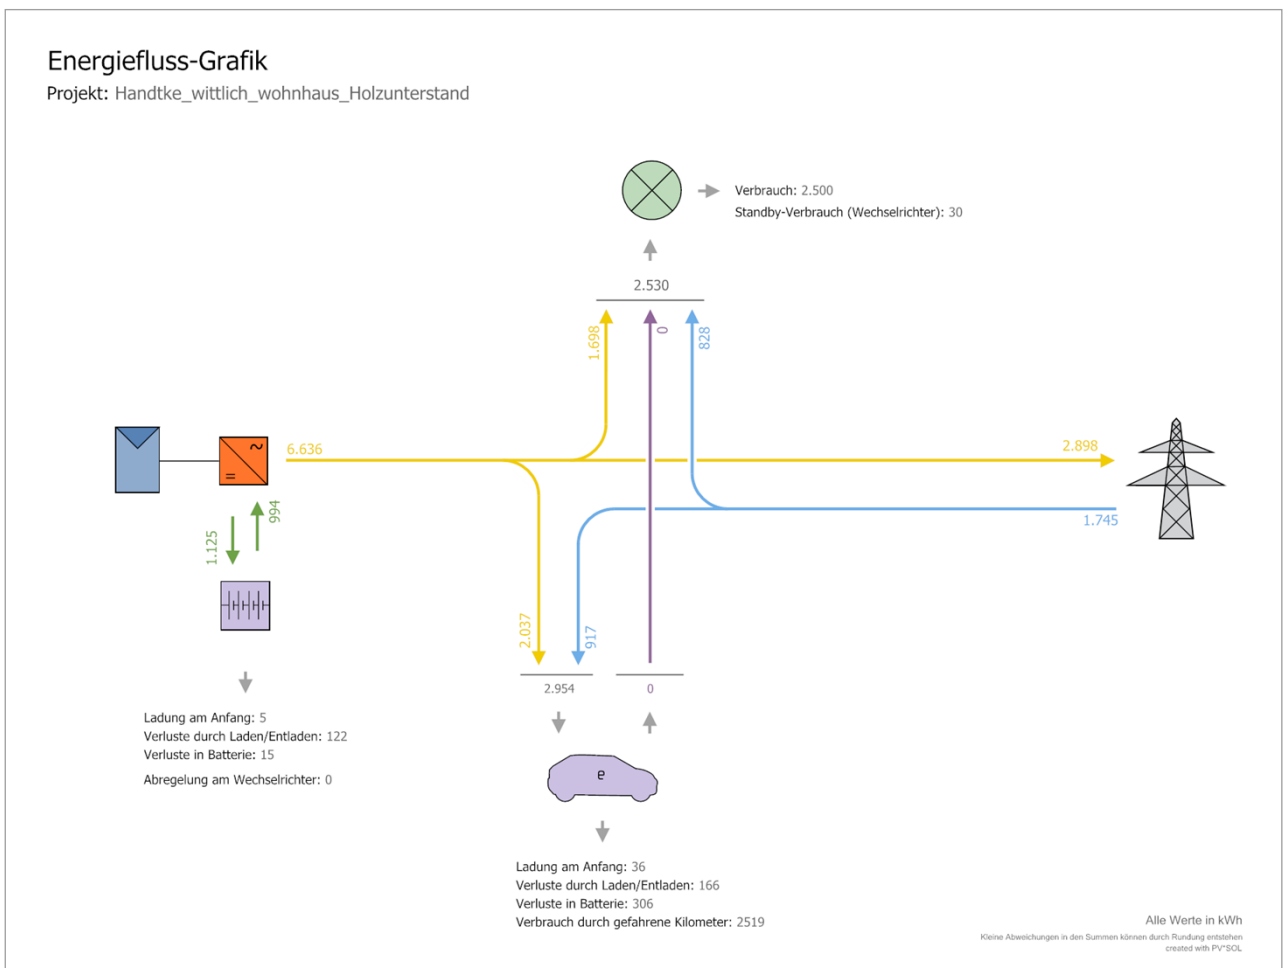 Energiefluss-Grafik
Projekt: Handtke_wittlich_wohnhaus_Holzunterstand
Verbrauch: 2.500
Standby-Verbrauch (Wechselrichter): 30
2.530
1.698
0
828
6.636
2.898
1.745
1.125
994
2.037
917
2.954
0
Ladung am Anfang: 5
Verluste durch Laden/Entladen: 122
Verluste in Batterie: 15
Abregelung am Wechselrichter: 0
e
Ladung am Anfang: 36
Verluste durch Laden/Entladen: 166
Verluste in Batterie: 306
Verbrauch durch gefahrene Kilometer: 2519
Alle Werte in kWh
Kleine Abweichungen in den Summen können durch Rundung entstehen
created with PV*SOL